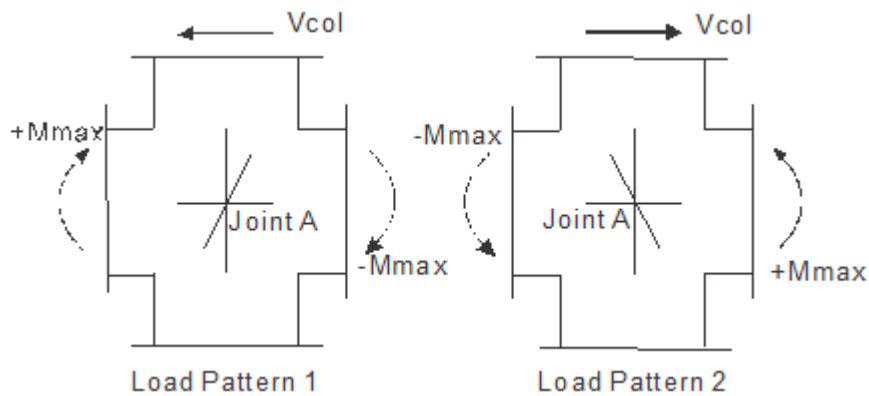 Vcol
+Mmax
Joint A
-Mmax
Load Pattern 1
Vcol
-Mmax
Joint A
+Mmax
Load Pattern 2